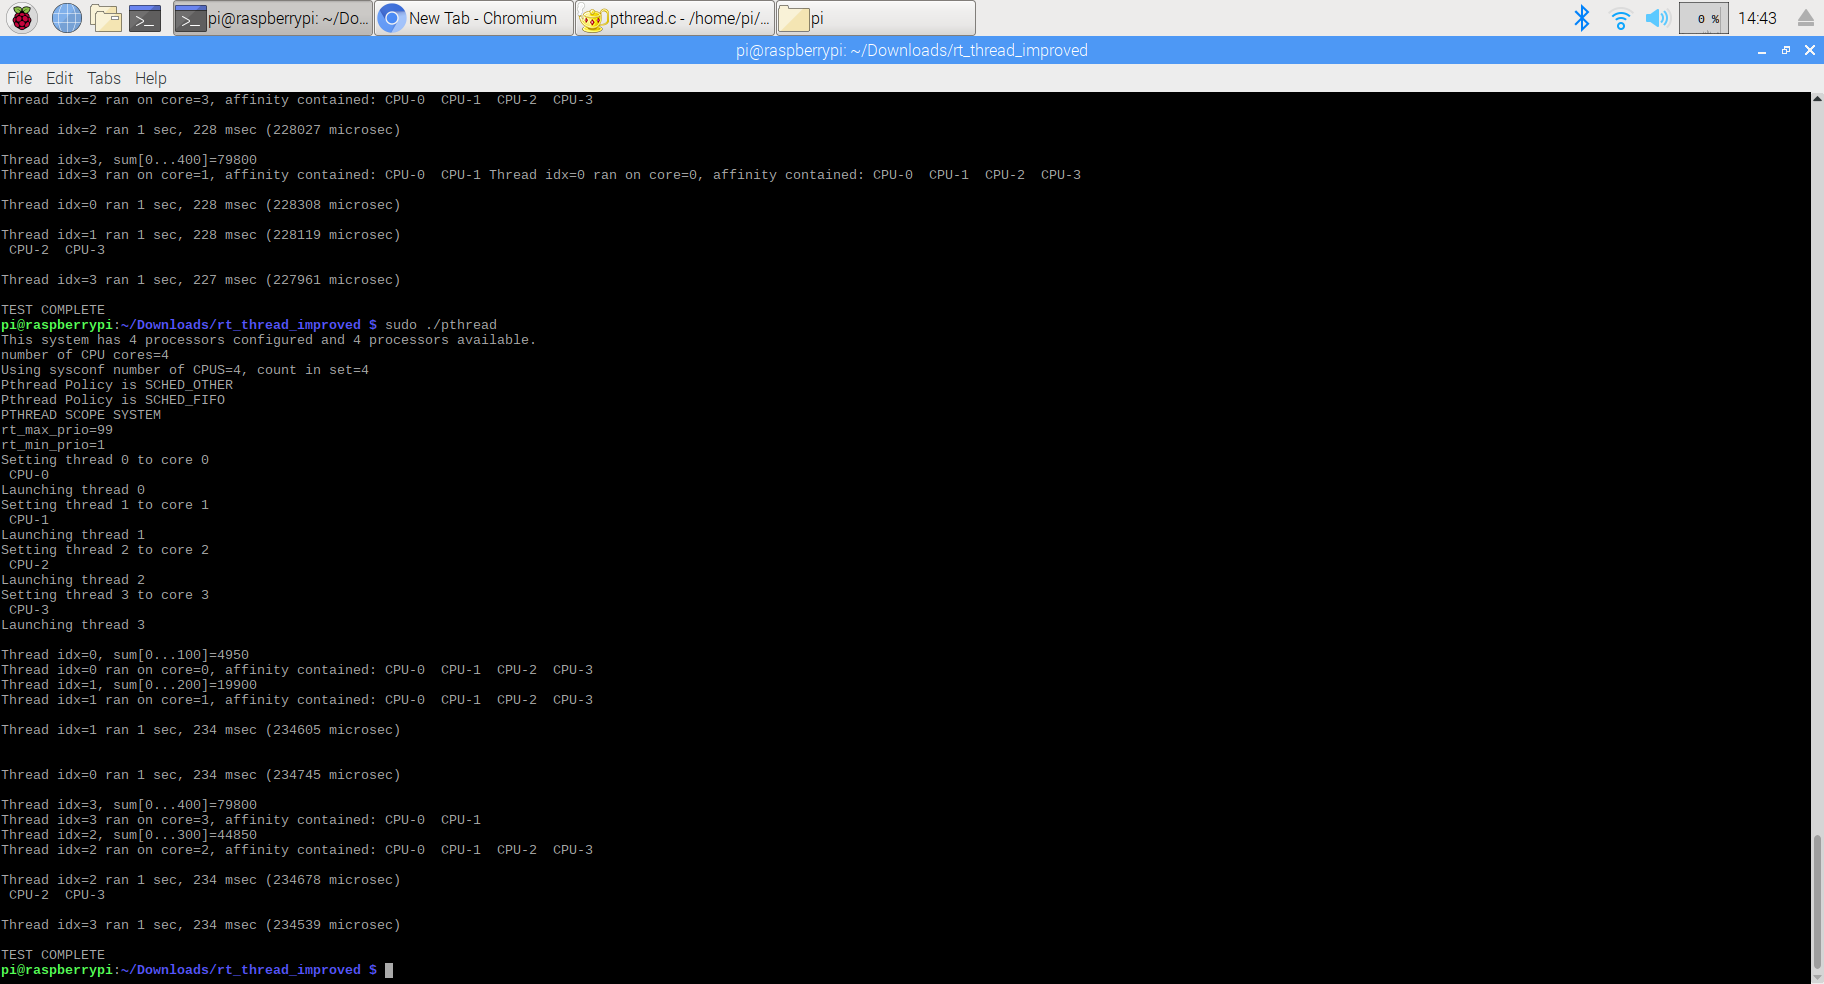 pi@raspberrypi: ~/Do... New Tab - Chromium pthread.c - /home/pi/... pi 0 % 14:43
pi@raspberrypi: ~/Downloads/rt_thread_improved
File Edit Tabs Help
Thread idx=2 ran on core=3, affinity contained: CPU-0  CPU-1  CPU-2  CPU-3
Thread idx=2 ran 1 sec, 228 msec (228027 microsec)
Thread idx=3, sum[0...400]=79800
Thread idx=3 ran on core=1, affinity contained: CPU-0  CPU-1 Thread idx=0 ran on core=0, affinity contained: CPU-0  CPU-1  CPU-2  CPU-3
Thread idx=0 ran 1 sec, 228 msec (228308 microsec)
Thread idx=1 ran 1 sec, 228 msec (228119 microsec)
CPU-2  CPU-3
Thread idx=3 ran 1 sec, 227 msec (227961 microsec)
TEST COMPLETE
pi@raspberrypi:~/Downloads/rt_thread_improved $ sudo ./pthread
This system has 4 processors configured and 4 processors available.
number of CPU cores=4
Using sysconf number of CPUS=4, count in set=4
Pthread Policy is SCHED_OTHER
Pthread Policy is SCHED_FIFO
PTHREAD SCOPE SYSTEM
rt_max_prio=99
rt_min_prio=1
Setting thread 0 to core 0
CPU-0
Launching thread 0
Setting thread 1 to core 1
CPU-1
Launching thread 1
Setting thread 2 to core 2
CPU-2
Launching thread 2
Setting thread 3 to core 3
CPU-3
Launching thread 3
Thread idx=0, sum[0...100]=4950
Thread idx=0 ran on core=0, affinity contained: CPU-0  CPU-1  CPU-2  CPU-3
Thread idx=1, sum[0...200]=19900
Thread idx=1 ran on core=1, affinity contained: CPU-0  CPU-1  CPU-2  CPU-3
Thread idx=1 ran 1 sec, 234 msec (234605 microsec)
Thread idx=0 ran 1 sec, 234 msec (234745 microsec)
Thread idx=3, sum[0...400]=79800
Thread idx=3 ran on core=3, affinity contained: CPU-0  CPU-1
Thread idx=2, sum[0...300]=44850
Thread idx=2 ran on core=2, affinity contained: CPU-0  CPU-1  CPU-2  CPU-3
Thread idx=2 ran 1 sec, 234 msec (234678 microsec)
CPU-2  CPU-3
Thread idx=3 ran 1 sec, 234 msec (234539 microsec)
TEST COMPLETE
pi@raspberrypi:~/Downloads/rt_thread_improved $